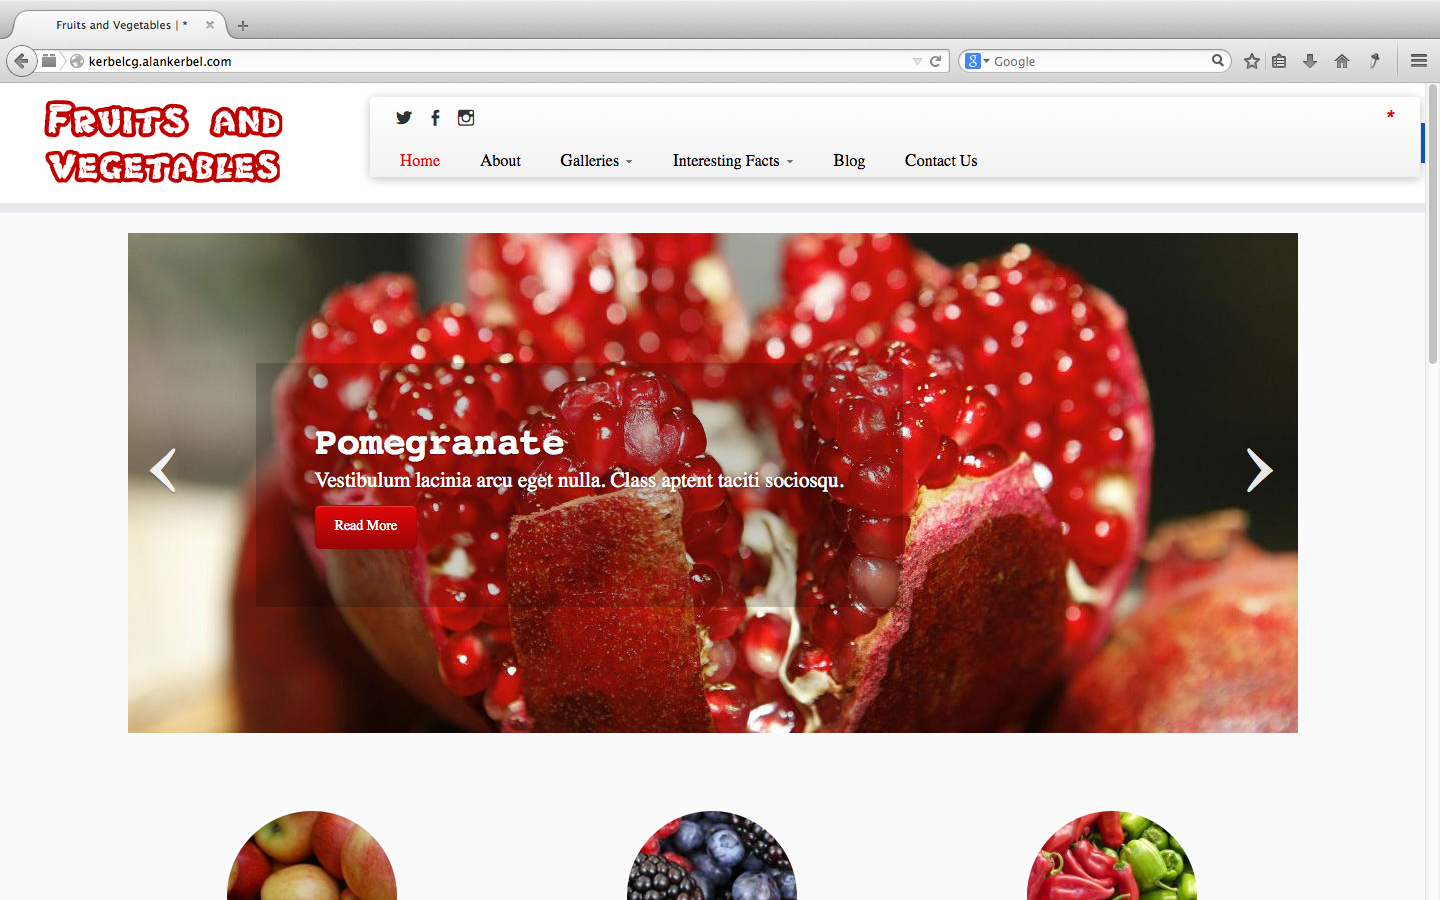 Fruits and Vegetables | *
kerbelcg.alankerbel.com
Google
FRUITS AND
VEGETABLES
*
Home About Galleries Interesting Facts Blog Contact Us
Pomegranate
Vestibulum lacinia arcu eget nulla. Class aptent taciti sociosqu.
Read More